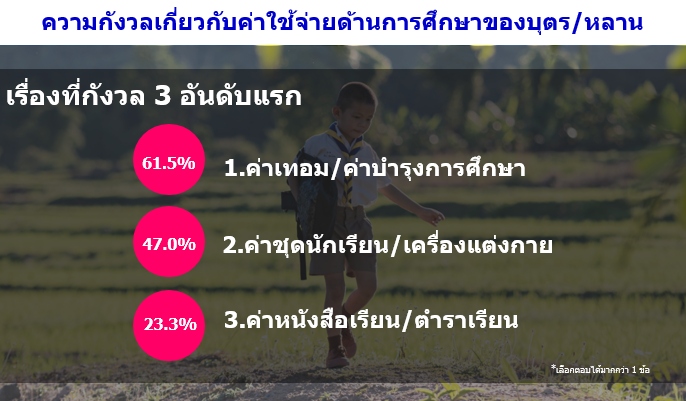 ความกังวลเกี่ยวกับค่าใช้จ่ายด้านการศึกษาของบุตร/หลาน
เรื่องที่กังวล 3 อันดับแรก
61.5% 1.ค่าเทอม/ค่าบำรุงการศึกษา
47.0% 2.ค่าชุดนักเรียน/เครื่องแต่งกาย
23.3% 3.ค่าหนังสือเรียน/ตำราเรียน
*เลือกตอบได้มากกว่า 1 ข้อ